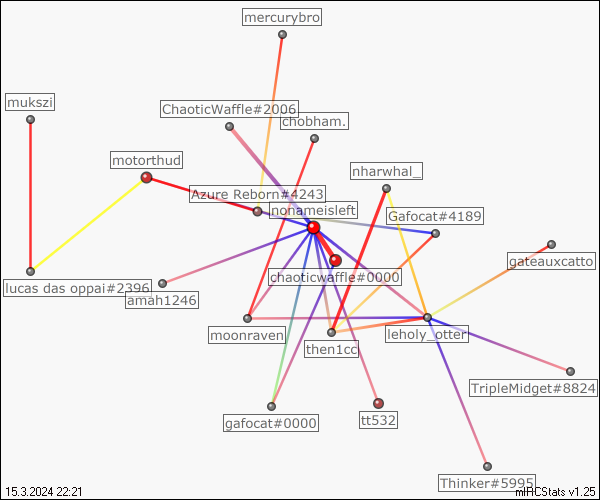 mercurybro
mukszi
ChaoticWaffle#2006
chobham.
motorthud
nharwhal_
Azure Reborn#4243
nonameisleft
Gafocat#4189
gateauxcatto
chaoticwaffle#0000
lucas das oppai#2396
amah1246
moonraven
then1cc
leholy_otter
TripleMidget#8824
gafocat#0000
tt532
Thinker#5995
15.3.2024 22:21
mIRCStats v1.25